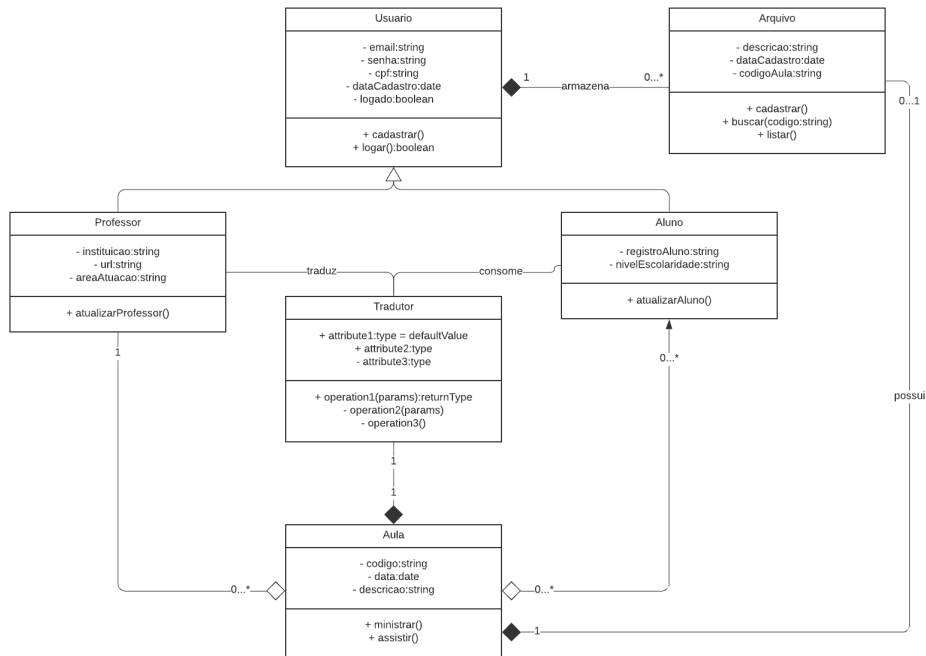 Usuario
- email:string
- senha:string
- cpf:string
- dataCadastro:date
- logado:boolean
+ cadastrar()
+ logar():boolean
1
armazena
0...*
Arquivo
- descricao:string
- dataCadastro:date
- codigoAula:string
+ cadastrar()
+ buscar(codigo:string)
+ listar()
0...1
possui
1
Professor
- instituicao:string
- url:string
- areaAtuacao:string
+ atualizarProfessor()
1
0...*
traduz
consome
Aluno
- registroAluno:string
- nivelEscolaridade:string
+ atualizarAluno()
0...*
0...*
Tradutor
+ attribute1:type = defaultValue
+ attribute2:type
- attribute3:type
+ operation1(params):returnType
- operation2(params)
- operation3()
1
1
Aula
- codigo:string
- data:date
- descricao:string
+ ministrar()
+ assistir()